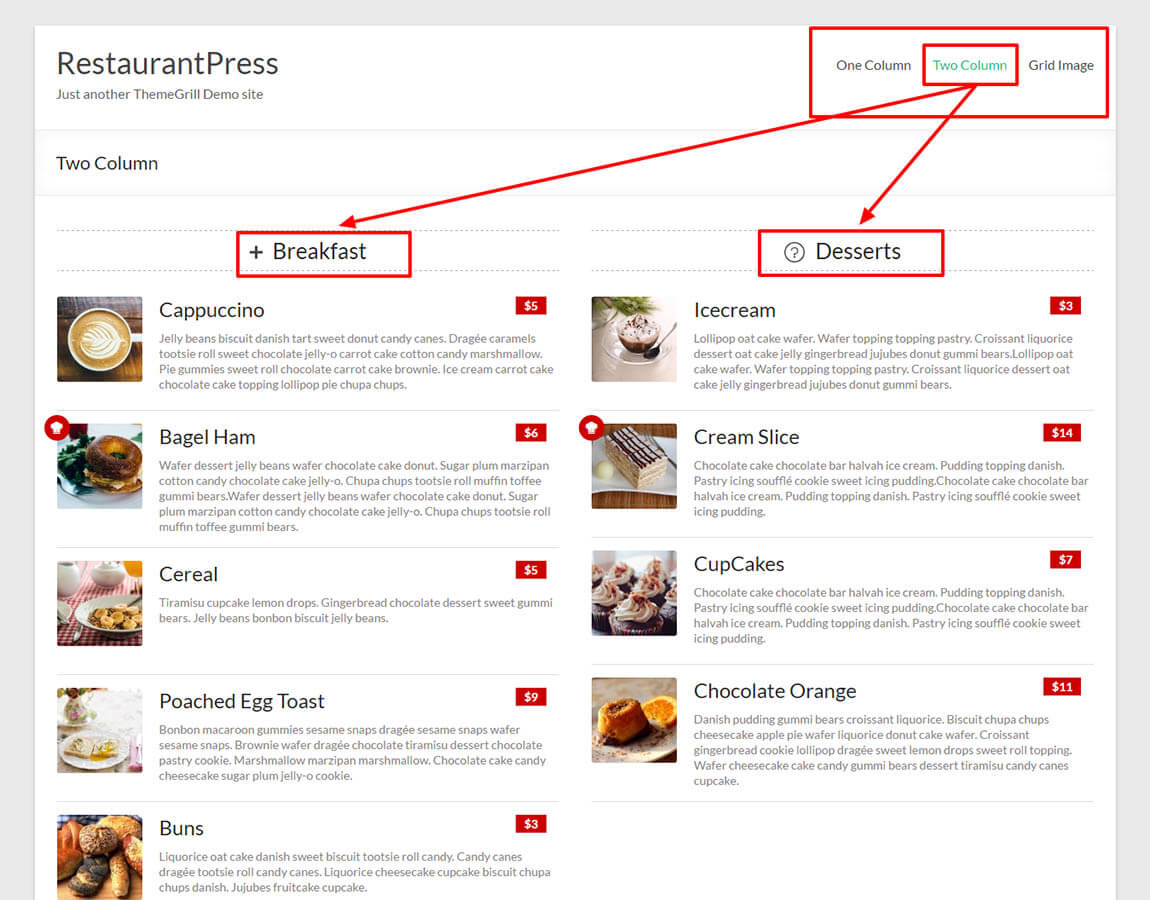 RestaurantPress
Just another ThemeGrill Demo site
One Column
Two Column
Grid Image
Two Column
Breakfast
Cappuccino
$5
Jelly beans biscuit danish tart sweet donut candy canes. Dragée caramels
tootsie roll sweet chocolate jelly-o carrot cake cotton candy marshmallow.
Pie gummies sweet roll chocolate carrot cake brownie. Ice cream carrot cake
chocolate cake topping lollipop pie chupa chups.
Bagel Ham
$6
Wafer dessert jelly beans wafer chocolate cake donut. Sugar plum marzipan
cotton candy chocolate cake jelly-o. Chupa chups tootsie roll muffin toffee
gummi bears.Wafer dessert jelly beans wafer chocolate cake donut. Sugar
plum marzipan cotton candy chocolate cake jelly-o. Chupa chups tootsie roll
muffin toffee gummi bears.
Cereal
$5
Tiramisu cupcake lemon drops. Gingerbread chocolate dessert sweet gummi
bears. Jelly beans bonbon biscuit jelly beans.
Poached Egg Toast
$9
Bonbon macaroon gummies sesame snaps dragée sesame snaps wafer
sesame snaps. Brownie wafer dragée chocolate tiramisu dessert chocolate
pastry cookie. Marshmallow marzipan marshmallow. Chocolate cake candy
cheesecake sugar plum jelly-o cookie.
Buns
$3
Liquorice oat cake danish sweet biscuit tootsie roll candy. Candy canes
dragée tootsie roll candy canes. Liquorice cheesecake cupcake biscuit chupa
chups danish. Jujubes fruitcake cupcake.
Desserts
Icecream
$3
Lollipop oat cake wafer. Wafer topping topping pastry. Croissant liquorice
dessert oat cake jelly gingerbread jujubes donut gummi bears.Lollipop oat
cake wafer. Wafer topping topping pastry. Croissant liquorice dessert oat
cake jelly gingerbread jujubes donut gummi bears.
Cream Slice
$14
Chocolate cake chocolate bar halvah ice cream. Pudding topping danish.
Pastry icing soufflé cookie sweet icing pudding.Chocolate cake chocolate bar
halvah ice cream. Pudding topping danish. Pastry icing soufflé cookie sweet
icing pudding.
CupCakes
$7
Chocolate cake chocolate bar halvah ice cream. Pudding topping danish.
Pastry icing soufflé cookie sweet icing pudding.Chocolate cake chocolate bar
halvah ice cream. Pudding topping danish. Pastry icing soufflé cookie sweet
icing pudding.
Chocolate Orange
$11
Danish pudding gummi bears croissant liquorice. Biscuit chupa chups
cheesecake apple pie wafer liquorice donut cake wafer. Croissant
gingerbread cookie lollipop dragée sweet lemon drops sweet roll topping.
Wafer cheesecake cake candy gummi bears dessert tiramisu candy canes
cupcake.